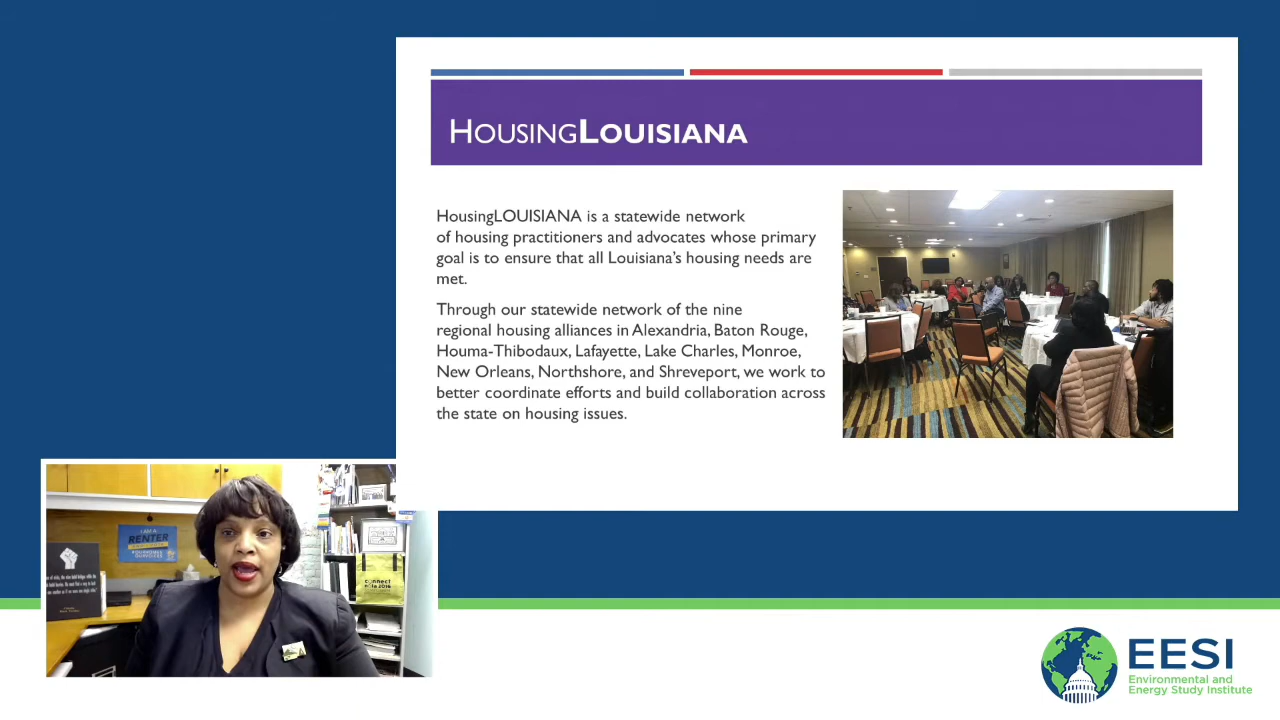 HOUSINGLOUISIANA
HousingLOUISIANA is a statewide network
of housing practitioners and advocates whose primary
goal is to ensure that all Louisiana's housing needs are
met.
Through our statewide network of the nine
regional housing alliances in Alexandria, Baton Rouge,
Houma-Thibodaux, Lafayette, Lake Charles, Monroe,
New Orleans, Northshore, and Shreveport, we work to
better coordinate efforts and build collaboration across
the state on housing issues.
I AM A
RENTER
connect
nola 2016
EESI
Environmental and
Energy Study Institute